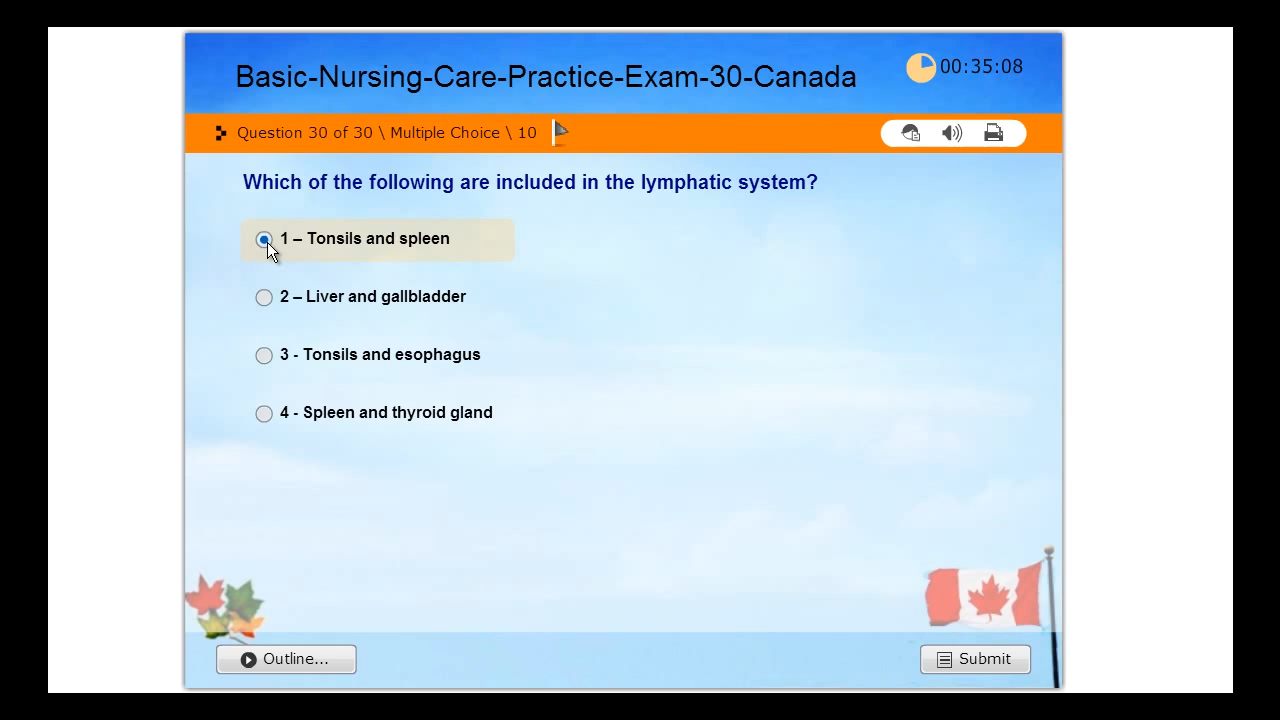 Basic-Nursing-Care-Practice-Exam-30-Canada
00:35:08
Question 30 of 30 \ Multiple Choice \ 10
Which of the following are included in the lymphatic system?
1 – Tonsils and spleen
2 – Liver and gallbladder
3 - Tonsils and esophagus
4 - Spleen and thyroid gland
Outline...
Submit